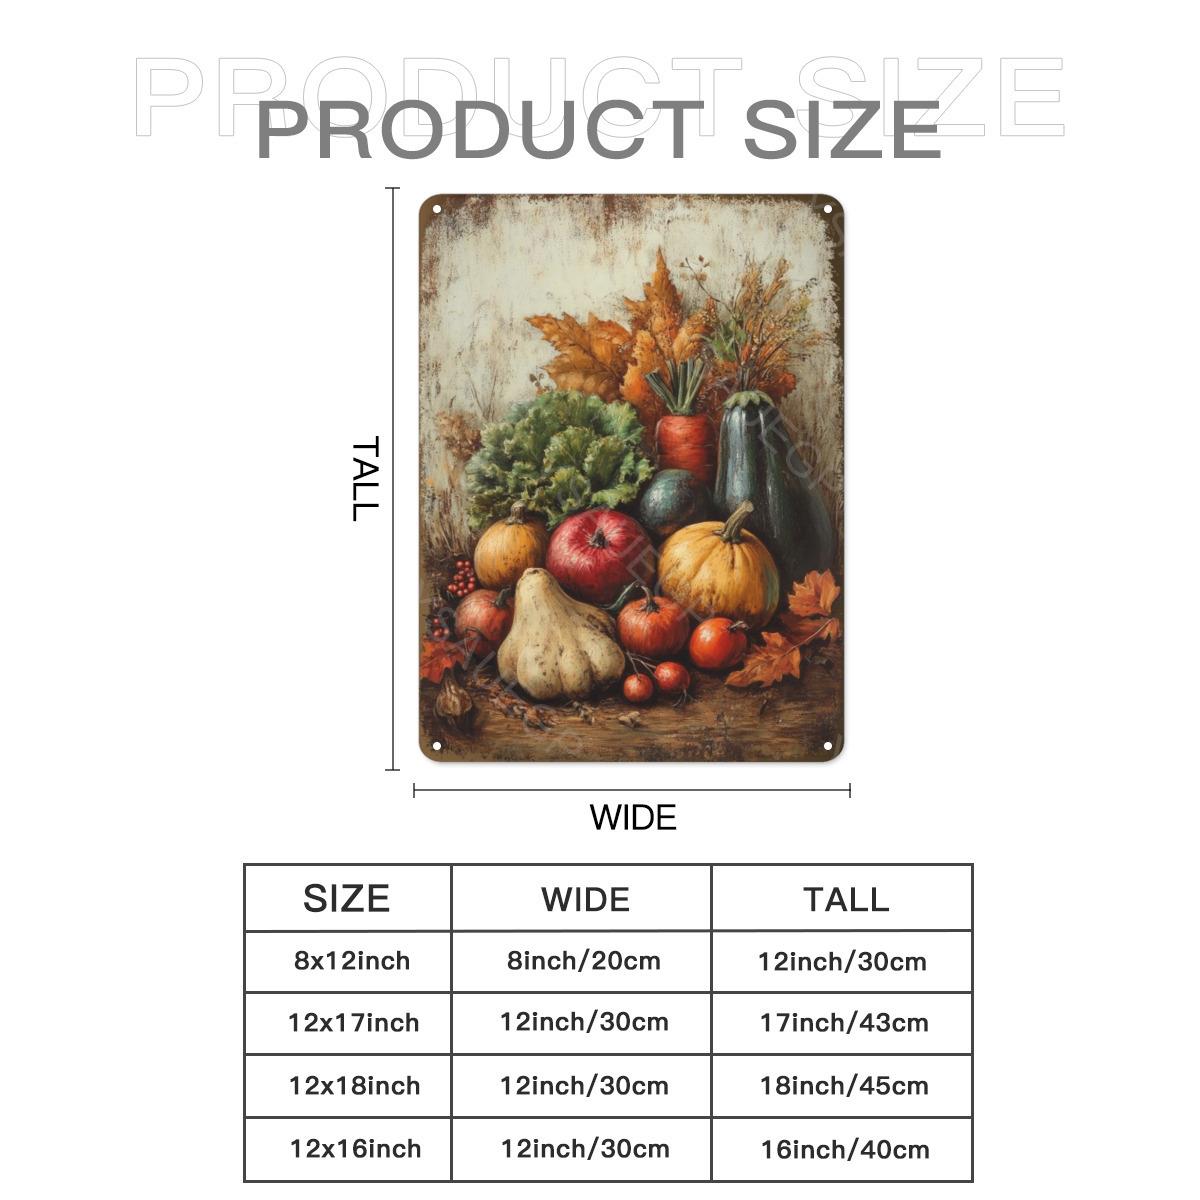 PRODUCT SIZE
PRODUCT SIZE
TALL
WIDE
SIZE WIDE TALL
8x12inch 8inch/20cm 12inch/30cm
12x17inch 12inch/30cm 17inch/43cm
12x18inch 12inch/30cm 18inch/45cm
12x16inch 12inch/30cm 16inch/40cm